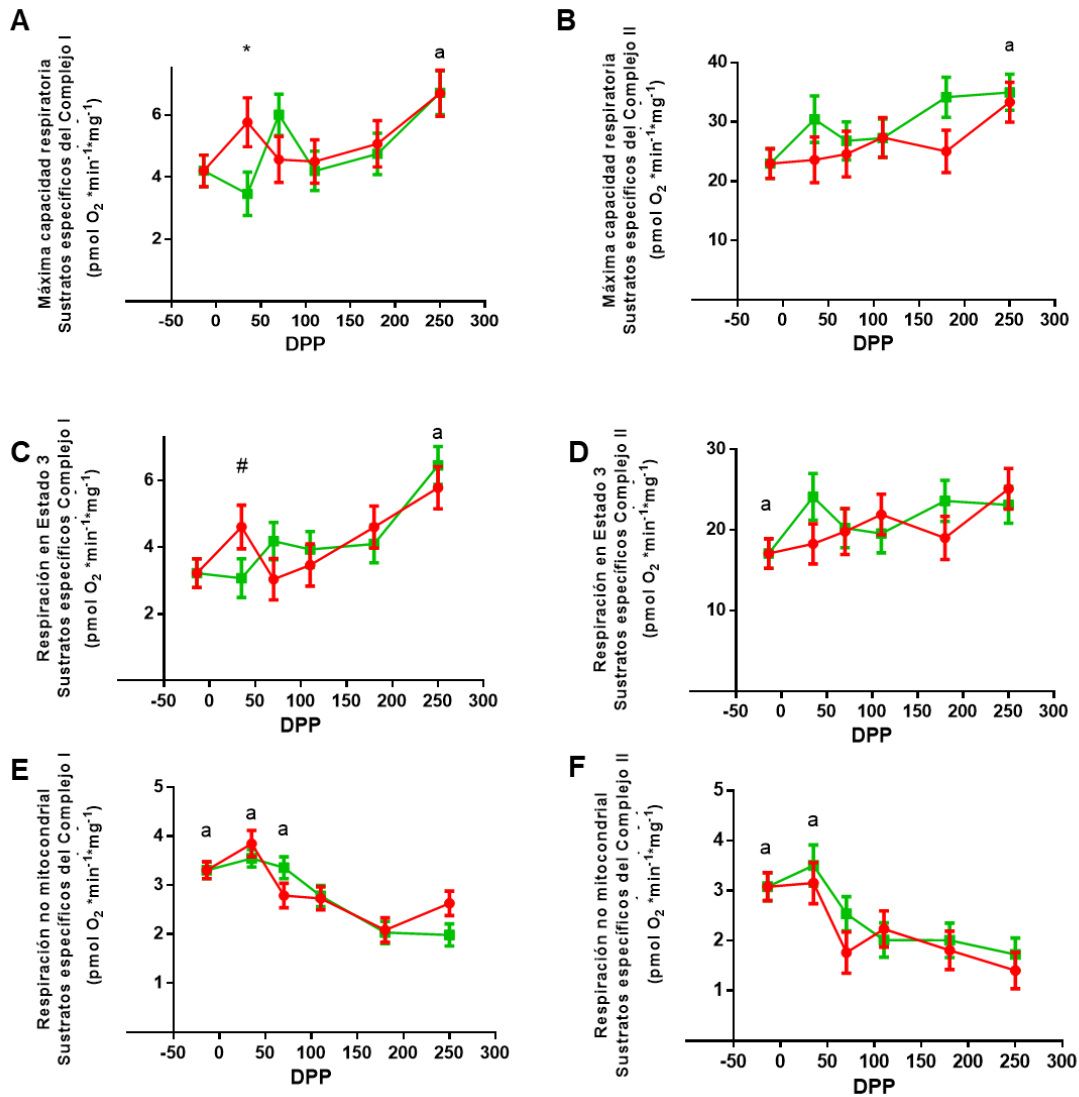 A
Máxima capacidad respiratoria
Sustratos específicos del Complejo I
(pmol O2 *min-1*mg-1)
*
a
6
4
2
-50 0 50 100 150 200 250 300
DPP
B
Máxima capacidad respiratoria
Sustratos específicos del Complejo II
(pmol O2 *min-1*mg-1)
a
40
30
20
10
-50 0 50 100 150 200 250 300
DPP
C
Respiración en Estado 3
Sustratos específicos Complejo I
(pmol O2 *min-1*mg-1)
#
a
6
4
2
-50 0 50 100 150 200 250 300
DPP
D
Respiración en Estado 3
Sustratos específicos Complejo II
(pmol O2 *min-1*mg-1)
a
30
20
10
-50 0 50 100 150 200 250 300
DPP
E
Respiración no mitocondrial
Sustratos específicos del Complejo I
(pmol O2 *min-1*mg-1)
a a a
5
4
3
2
1
-50 0 50 100 150 200 250 300
DPP
F
Respiración no mitocondrial
Sustratos específicos del Complejo II
(pmol O2 *min-1*mg-1)
a a
5
4
3
2
1
-50 0 50 100 150 200 250 300
DPP